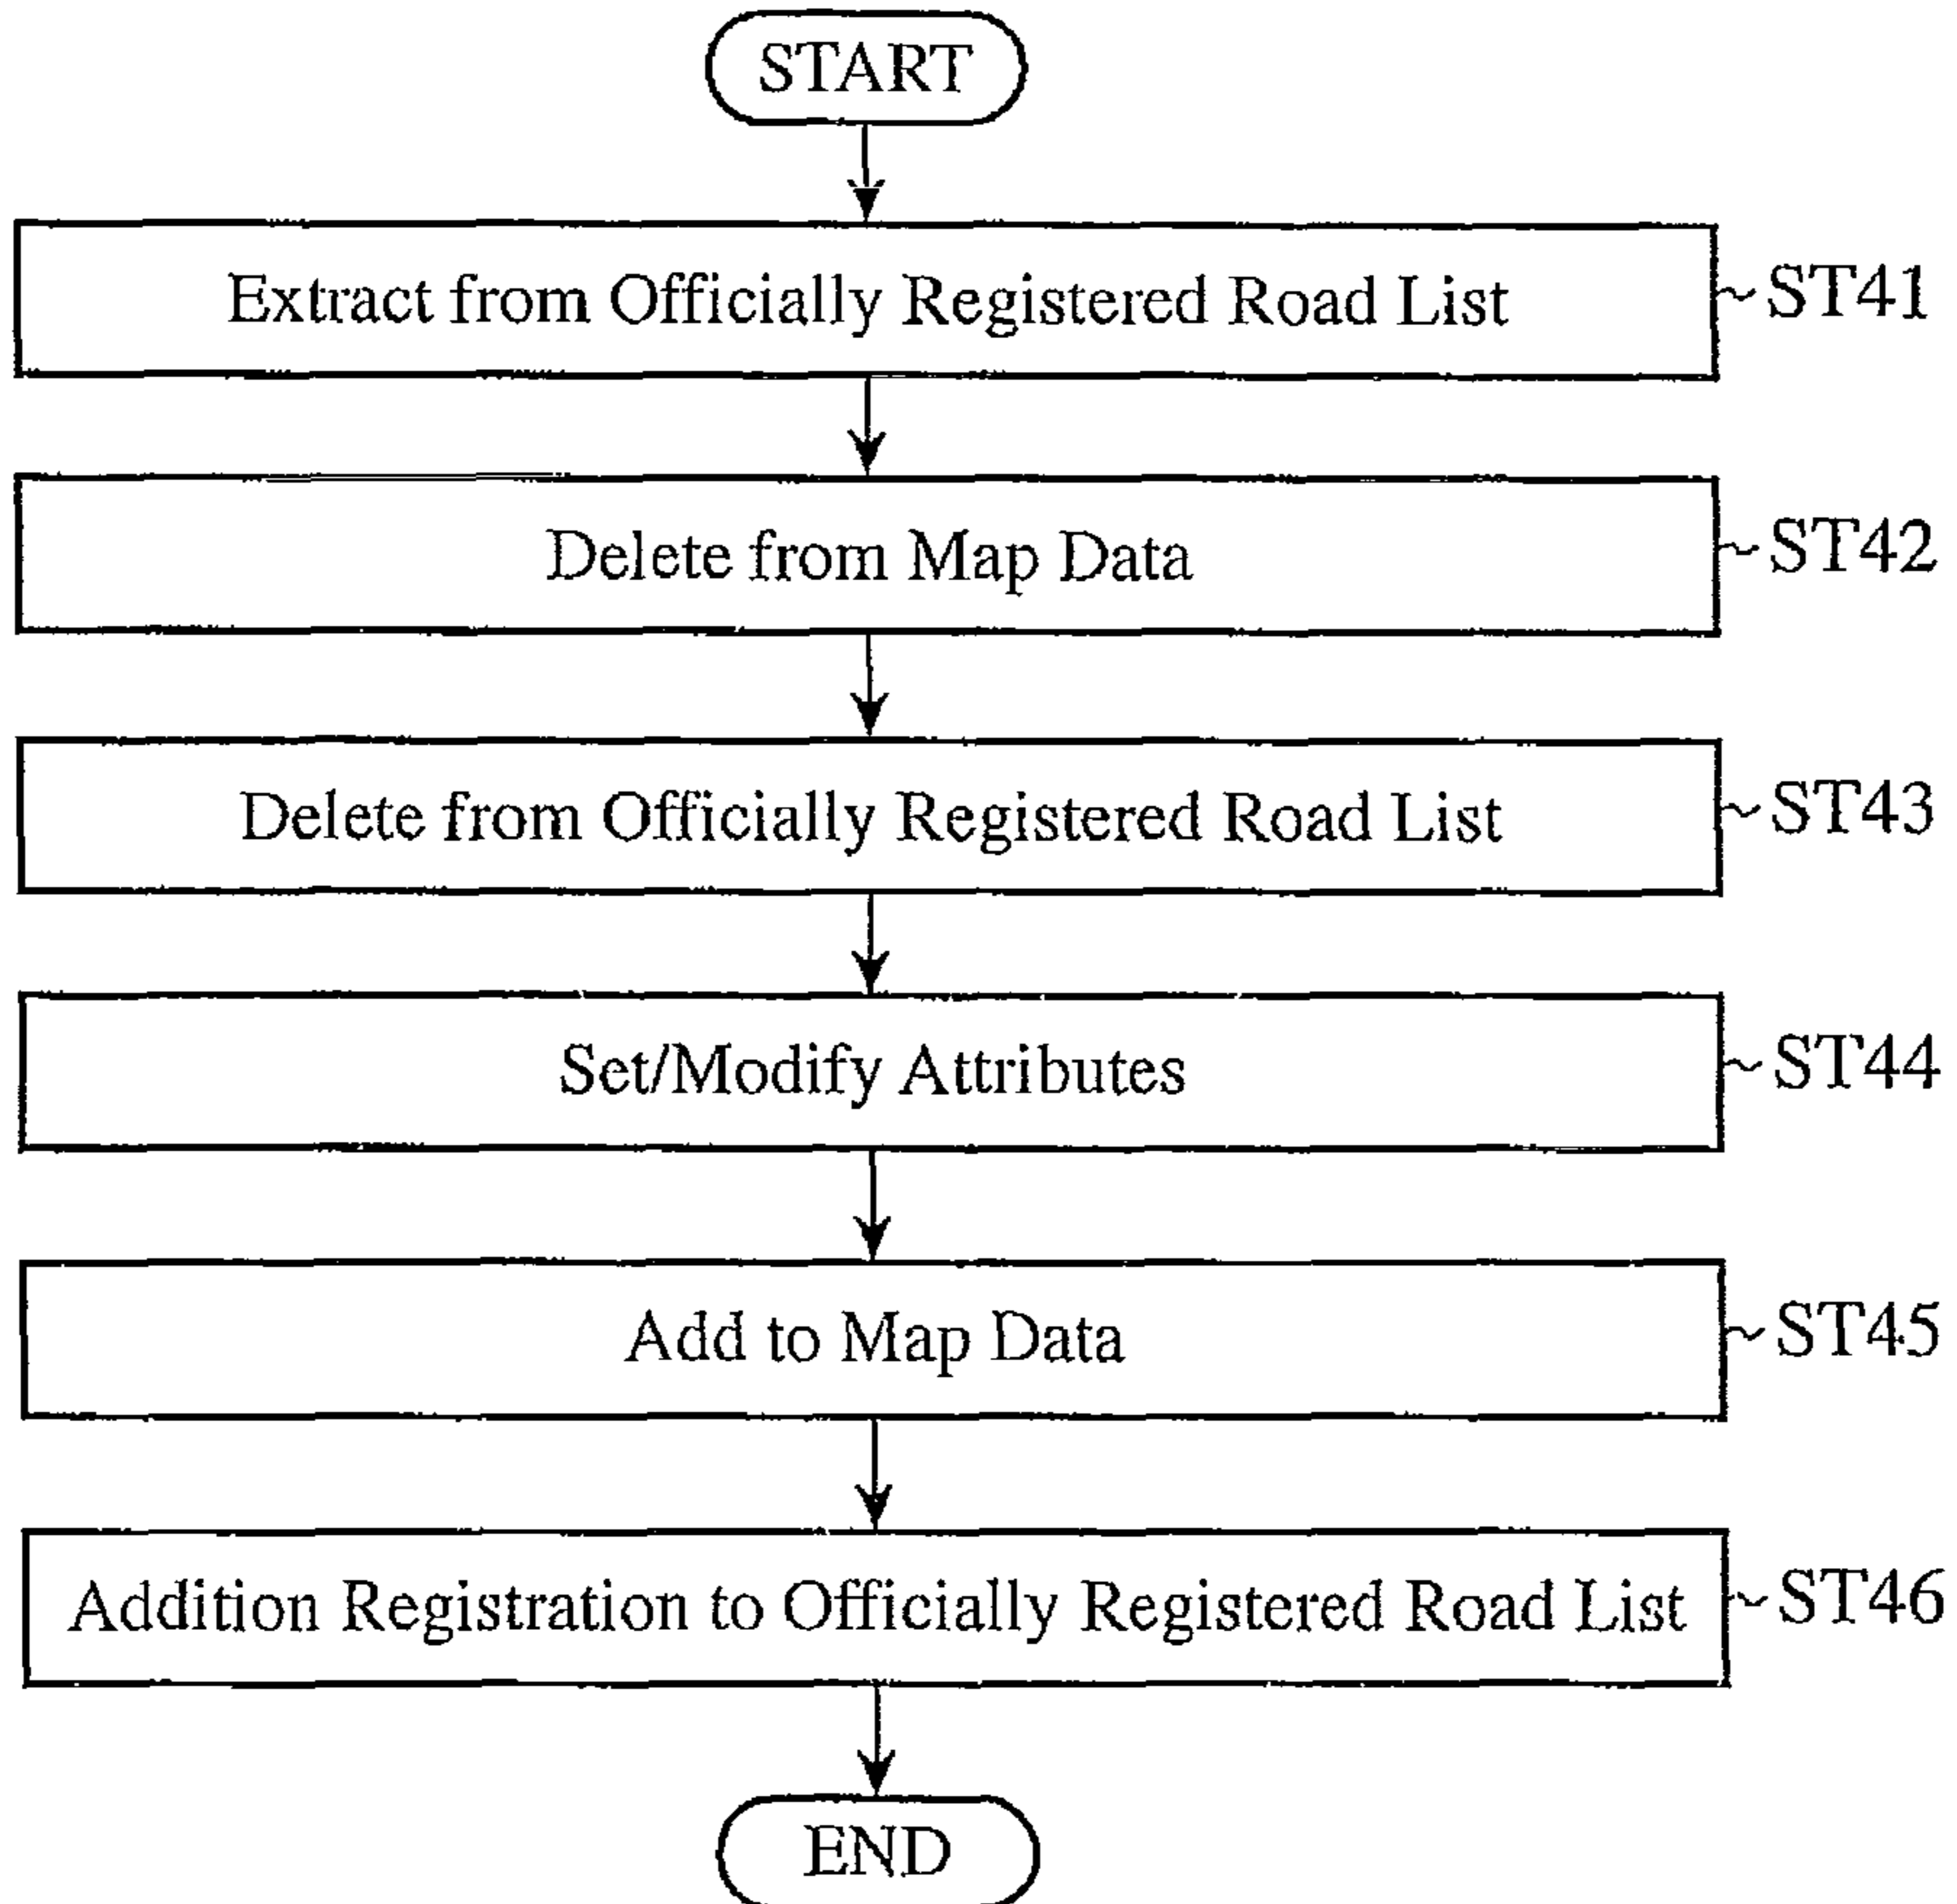 START
Extract from Officially Registered Road List
ST41
Delete from Map Data
ST42
Delete from Officially Registered Road List
ST43
Set/Modify Attributes
ST44
Add to Map Data
ST45
Addition Registration to Officially Registered Road List
ST46
END